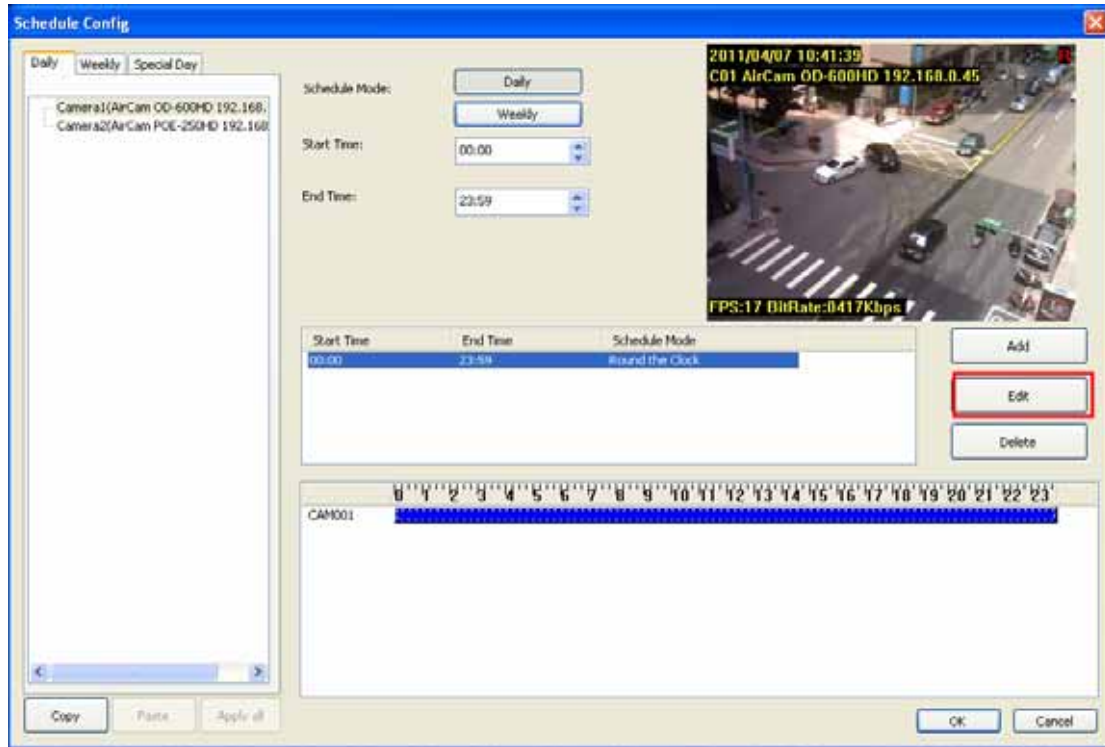 Schedule Config
Daily Weekly Special Day
Camera1(AirCam OD-600HD 192.168.
Camera2(AirCam POE-250HD 192.168
Schedule Mode:
Daily
Weekly
Start Time:
00:00
End Time:
23:59
2011/04/07 10:41:39
C01 AirCam OD-600HD 192.168.0.45
FPS:17 BitRate:0417Kbps
Start Time End Time Schedule Mode
00:00 23:59 Round the Clock
Add
Edit
Delete
0 1 2 3 4 5 6 7 8 9 10 11 12 13 14 15 16 17 18 19 20 21 22 23
CAM001
Copy Paste Apply all
OK Cancel